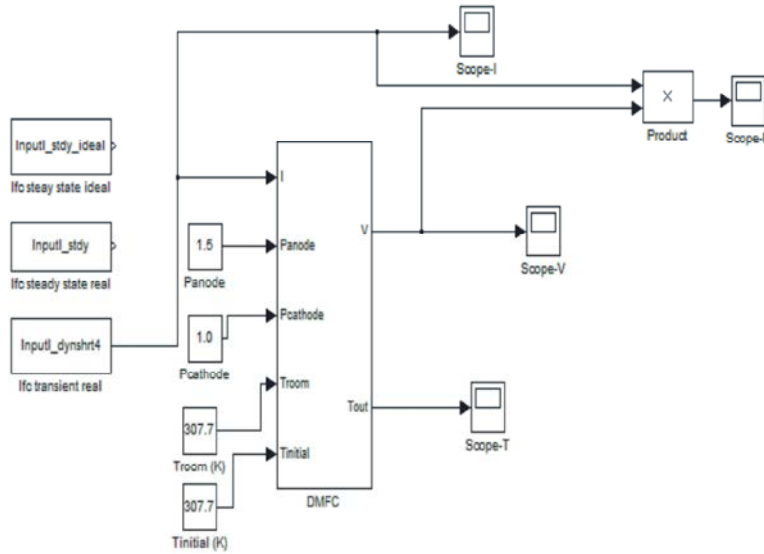 Scope-I
X
Product
Scope-
InputI_stdy_ideal
Ifc steay state ideal
I
InputI_stdy
Ifc steady state real
1.5
Panode
Panode
V
Scope-V
InputI_dynshrt4
Ifc transient real
1.0
Pcathode
Pcathode
307.7
Troom (K)
Troom
Tout
Scope-T
307.7
Tinitial (K)
Tinitial
DMFC